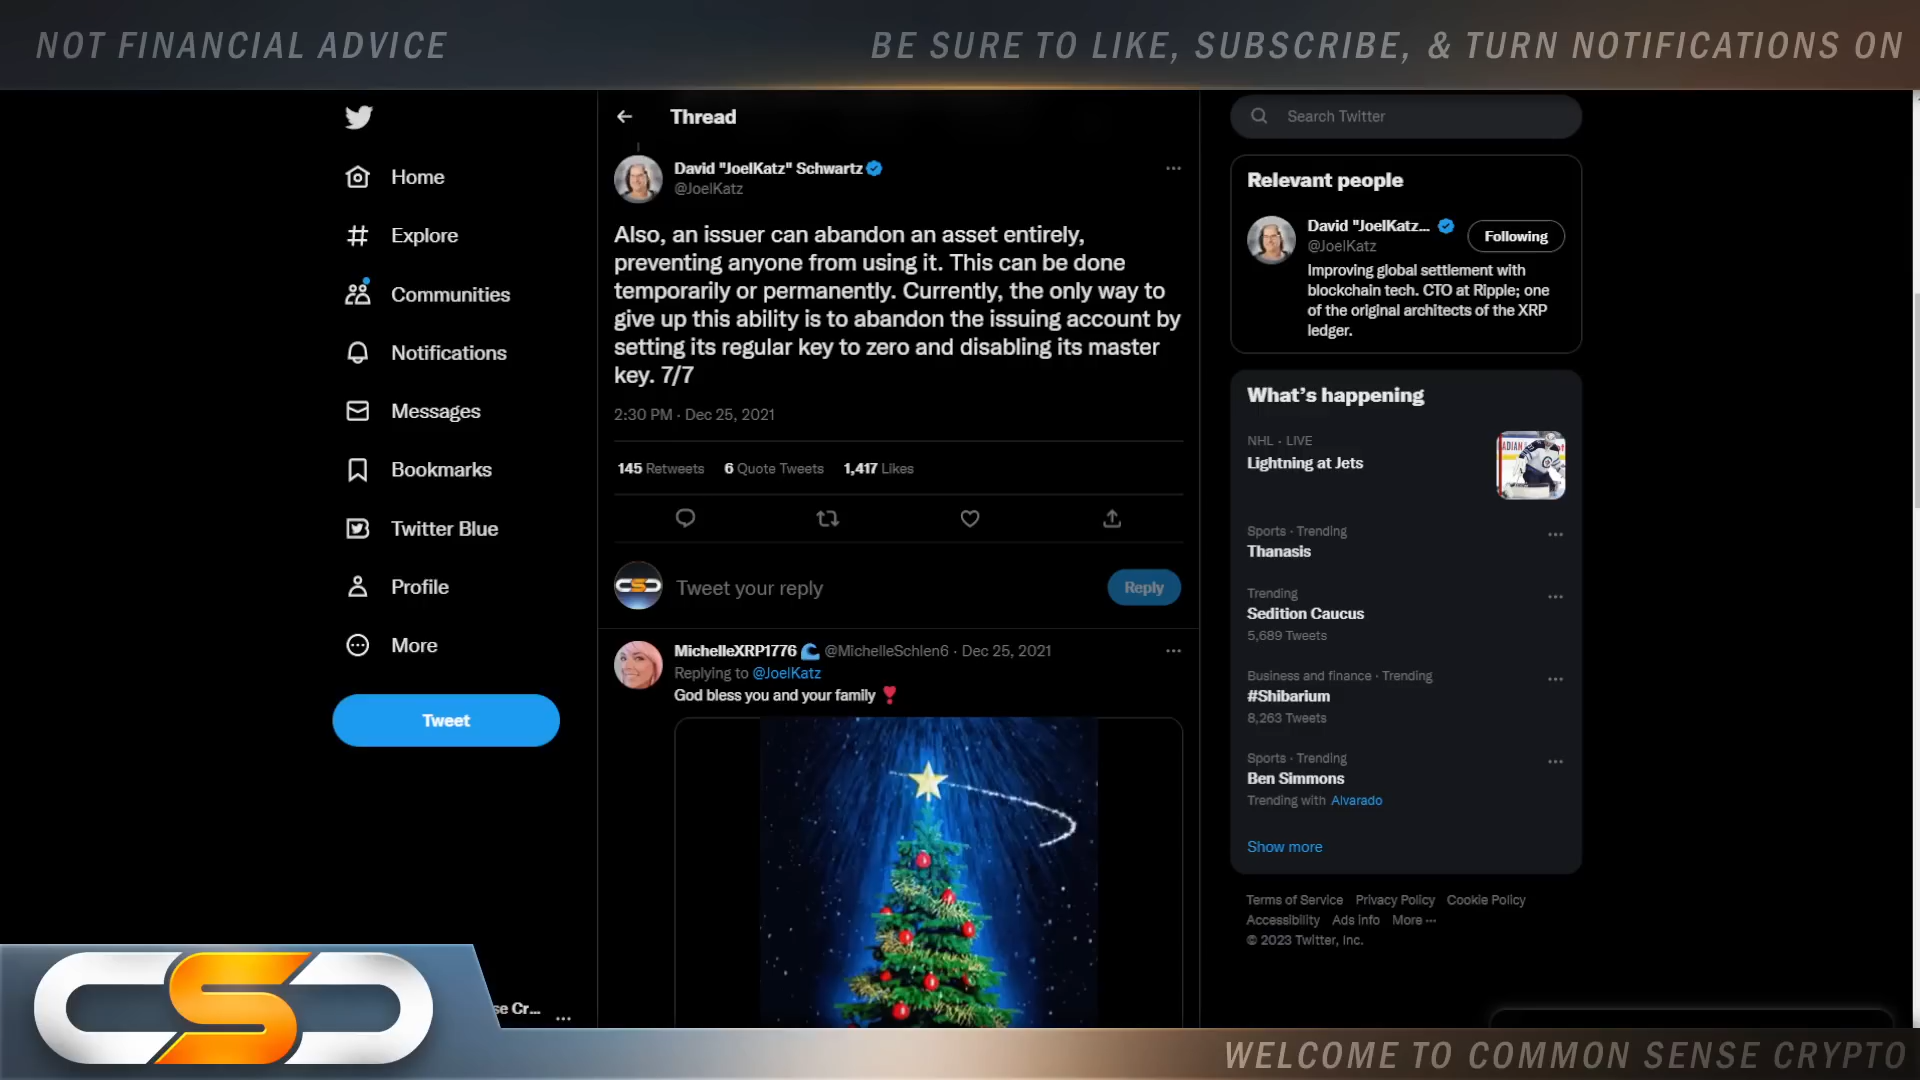 NOT FINANCIAL ADVICE
BE SURE TO LIKE, SUBSCRIBE, & TURN NOTIFICATIONS ON
Home
Explore
Communities
Notifications
Messages
Bookmarks
Twitter Blue
Profile
More
Tweet
se Cr...
Thread
David "JoelKatz" Schwartz
@JoelKatz
Also, an issuer can abandon an asset entirely,
preventing anyone from using it. This can be done
temporarily or permanently. Currently, the only way to
give up this ability is to abandon the issuing account by
setting its regular key to zero and disabling its master
key. 7/7
2:30 PM · Dec 25, 2021
145 Retweets 6 Quote Tweets 1,417 Likes
Tweet your reply
Reply
MichelleXRP1776 🌊 @MichelleSchlen6 · Dec 25, 2021
Replying to @JoelKatz
God bless you and your family ❣️
Search Twitter
Relevant people
David "JoelKatz...
@JoelKatz
Following
Improving global settlement with
blockchain tech. CTO at Ripple; one
of the original architects of the XRP
ledger.
What's happening
NHL · LIVE
Lightning at Jets
Sports · Trending
Thanasis
Trending
Sedition Caucus
5,689 Tweets
Business and finance · Trending
#Shibarium
8,263 Tweets
Sports · Trending
Ben Simmons
Trending with Alvarado
Show more
Terms of Service Privacy Policy Cookie Policy
Accessibility Ads info More ···
© 2023 Twitter, Inc.
CSC
WELCOME TO COMMON SENSE CRYPTO